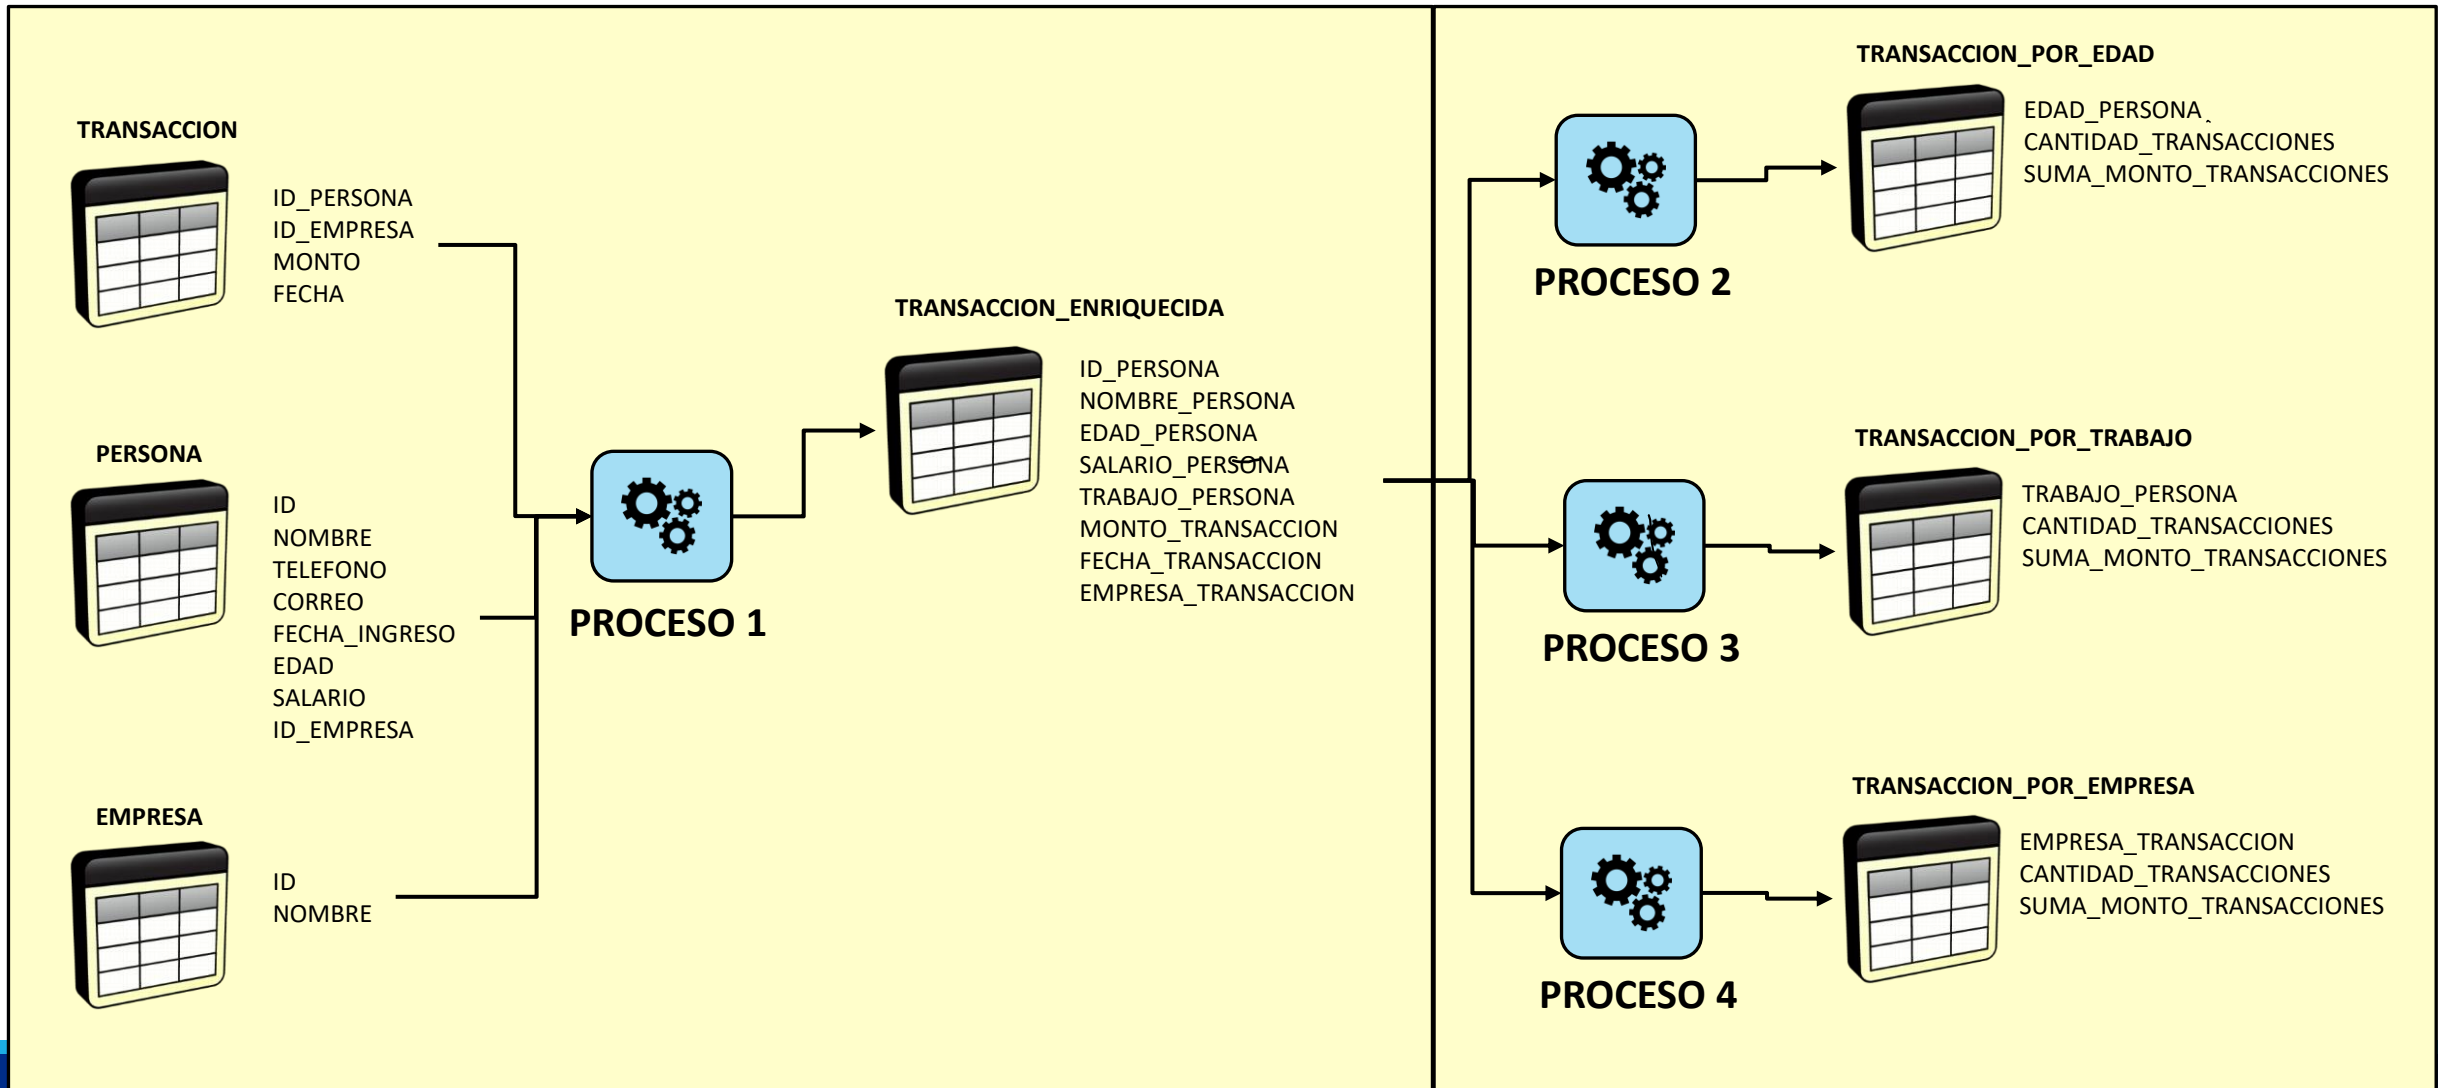 TRANSACCION
ID_PERSONA
ID_EMPRESA
MONTO
FECHA
PERSONA
ID
NOMBRE
TELEFONO
CORREO
FECHA_INGRESO
EDAD
SALARIO
ID_EMPRESA
EMPRESA
ID
NOMBRE
PROCESO 1
TRANSACCION_ENRIQUECIDA
ID_PERSONA
NOMBRE_PERSONA
EDAD_PERSONA
SALARIO_PERSONA
TRABAJO_PERSONA
MONTO_TRANSACCION
FECHA_TRANSACCION
EMPRESA_TRANSACCION
PROCESO 2
TRANSACCION_POR_EDAD
EDAD_PERSONA
CANTIDAD_TRANSACCIONES
SUMA_MONTO_TRANSACCIONES
PROCESO 3
TRANSACCION_POR_TRABAJO
TRABAJO_PERSONA
CANTIDAD_TRANSACCIONES
SUMA_MONTO_TRANSACCIONES
PROCESO 4
TRANSACCION_POR_EMPRESA
EMPRESA_TRANSACCION
CANTIDAD_TRANSACCIONES
SUMA_MONTO_TRANSACCIONES